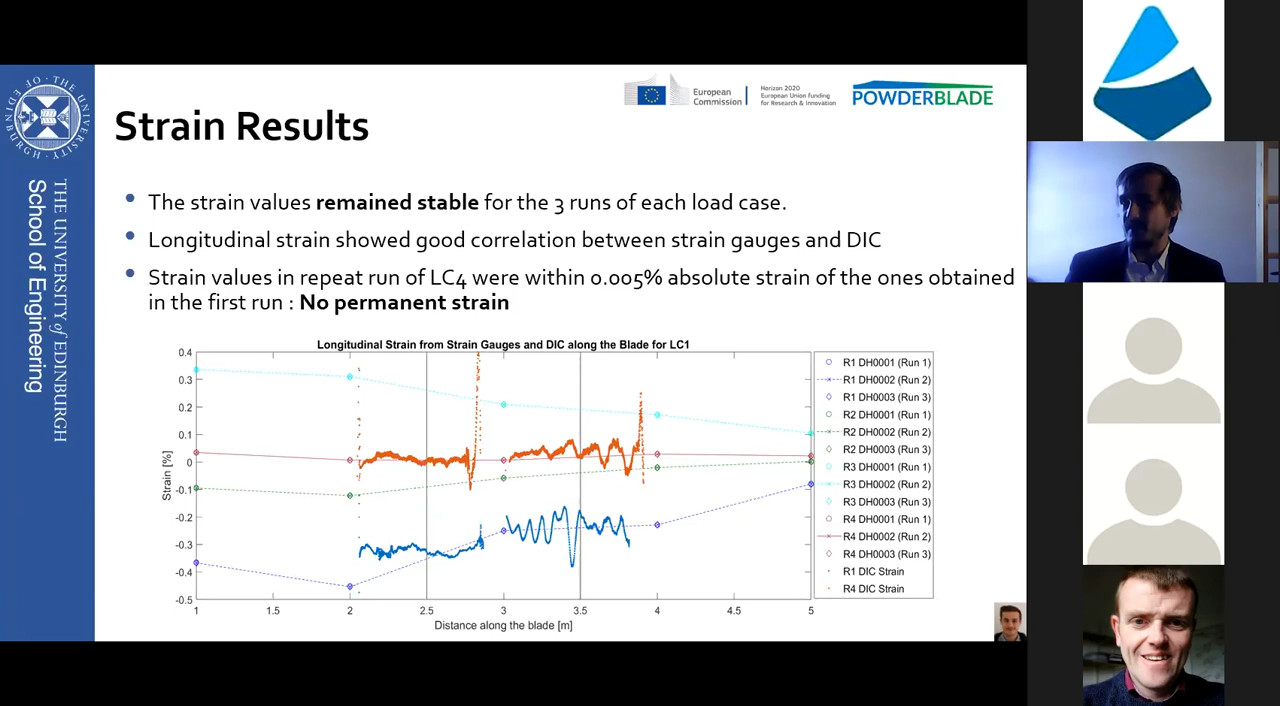 European
Commission
Horizon 2020
European Union funding
for Research & Innovation
POWDERBLADE
THE UNIVERSITY OF EDINBURGH
THE UNIVERSITY of EDINBURGH
School of Engineering
Strain Results
• The strain values remained stable for the 3 runs of each load case.
• Longitudinal strain showed good correlation between strain gauges and DIC
• Strain values in repeat run of LC4 were within 0.005% absolute strain of the ones obtained
in the first run : No permanent strain
Longitudinal Strain from Strain Gauges and DIC along the Blade for LC1
Strain [%]
0.4
0.3
0.2
0.1
0
-0.1
-0.2
-0.3
-0.4
-0.5
1 1.5 2 2.5 3 3.5 4 4.5 5
Distance along the blade [m]
R1 DH0001 (Run 1)
R1 DH0002 (Run 2)
R1 DH0003 (Run 3)
R2 DH0001 (Run 1)
R2 DH0002 (Run 2)
R2 DH0003 (Run 3)
R3 DH0001 (Run 1)
R3 DH0002 (Run 2)
R3 DH0003 (Run 3)
R4 DH0001 (Run 1)
R4 DH0002 (Run 2)
R4 DH0003 (Run 3)
R1 DIC Strain
R4 DIC Strain